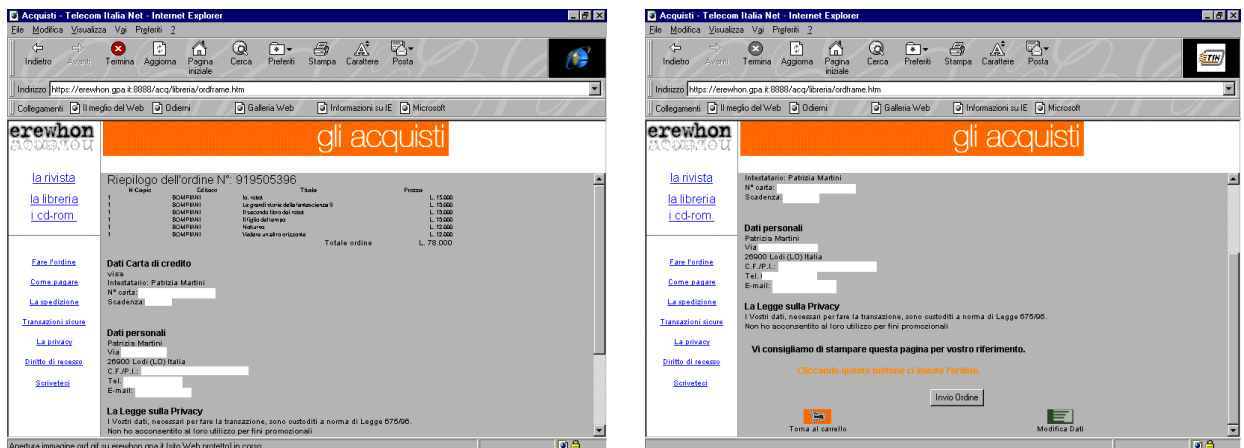 Acquisti - Telecom Italia Net - Internet Explorer
File Modifica Visualizza Vai Preferiti ?
Indietro Avanti Termina Aggiorna Pagina iniziale Cerca Preferiti Stampa Carattere Posta
Indirizzo https://erewhon.gpa.it:8888/acq/libreria/ordframe.htm
Collegamenti Il meglio del Web Odierni Galleria Web Informazioni su IE Microsoft
erewhon
gli acquisti
la rivista
la libreria
i cd-rom
Fare l'ordine
Come pagare
La spedizione
Transazioni sicure
La privacy
Diritto di recesso
Scriveteci
Riepilogo dell'ordine N°: 919505396
N Copie Editore Titolo Prezzo
1 BOMPIANI Io, robot L. 15.000
1 BOMPIANI Le grandi storie della fantascienza 9 L. 13.000
1 BOMPIANI Il secondo libro dei robot L. 13.000
1 BOMPIANI Il figlio del tempo L. 13.000
1 BOMPIANI Notturno L. 12.000
1 BOMPIANI Vedere un altro orizzonte L. 12.000
Totale ordine L. 78.000
Dati Carta di credito
visa
Intestatario: Patrizia Martini
N° carta:
Scadenza:
Dati personali
Patrizia Martini
Via
26900 Lodi (LO) Italia
C.F./P.I.:
Tel.
E-mail:
La Legge sulla Privacy
I Vostri dati, necessari per fare la transazione, sono custoditi a norma di Legge 675/96.
Non ho acconsentito al loro utilizzo per fini promozionali
Apertura immagine ord.gif su erewhon.gpa.it (sito Web protetto) in corso
Acquisti - Telecom Italia Net - Internet Explorer
File Modifica Visualizza Vai Preferiti ?
Indietro Avanti Termina Aggiorna Pagina iniziale Cerca Preferiti Stampa Carattere Posta
TIN
Indirizzo https://erewhon.gpa.it:8888/acq/libreria/ordframe.htm
Collegamenti Il meglio del Web Odierni Galleria Web Informazioni su IE Microsoft
erewhon
gli acquisti
la rivista
la libreria
i cd-rom
Fare l'ordine
Come pagare
La spedizione
Transazioni sicure
La privacy
Diritto di recesso
Scriveteci
Intestatario: Patrizia Martini
N° carta:
Scadenza:
Dati personali
Patrizia Martini
Via
26900 Lodi (LO) Italia
C.F./P.I.:
Tel.
E-mail:
La Legge sulla Privacy
I Vostri dati, necessari per fare la transazione, sono custoditi a norma di Legge 675/96.
Non ho acconsentito al loro utilizzo per fini promozionali
Vi consigliamo di stampare questa pagina per vostro riferimento.
Cliccando questo bottone ci inviate l'ordine.
Invio Ordine
Torna al carrello Modifica Dati